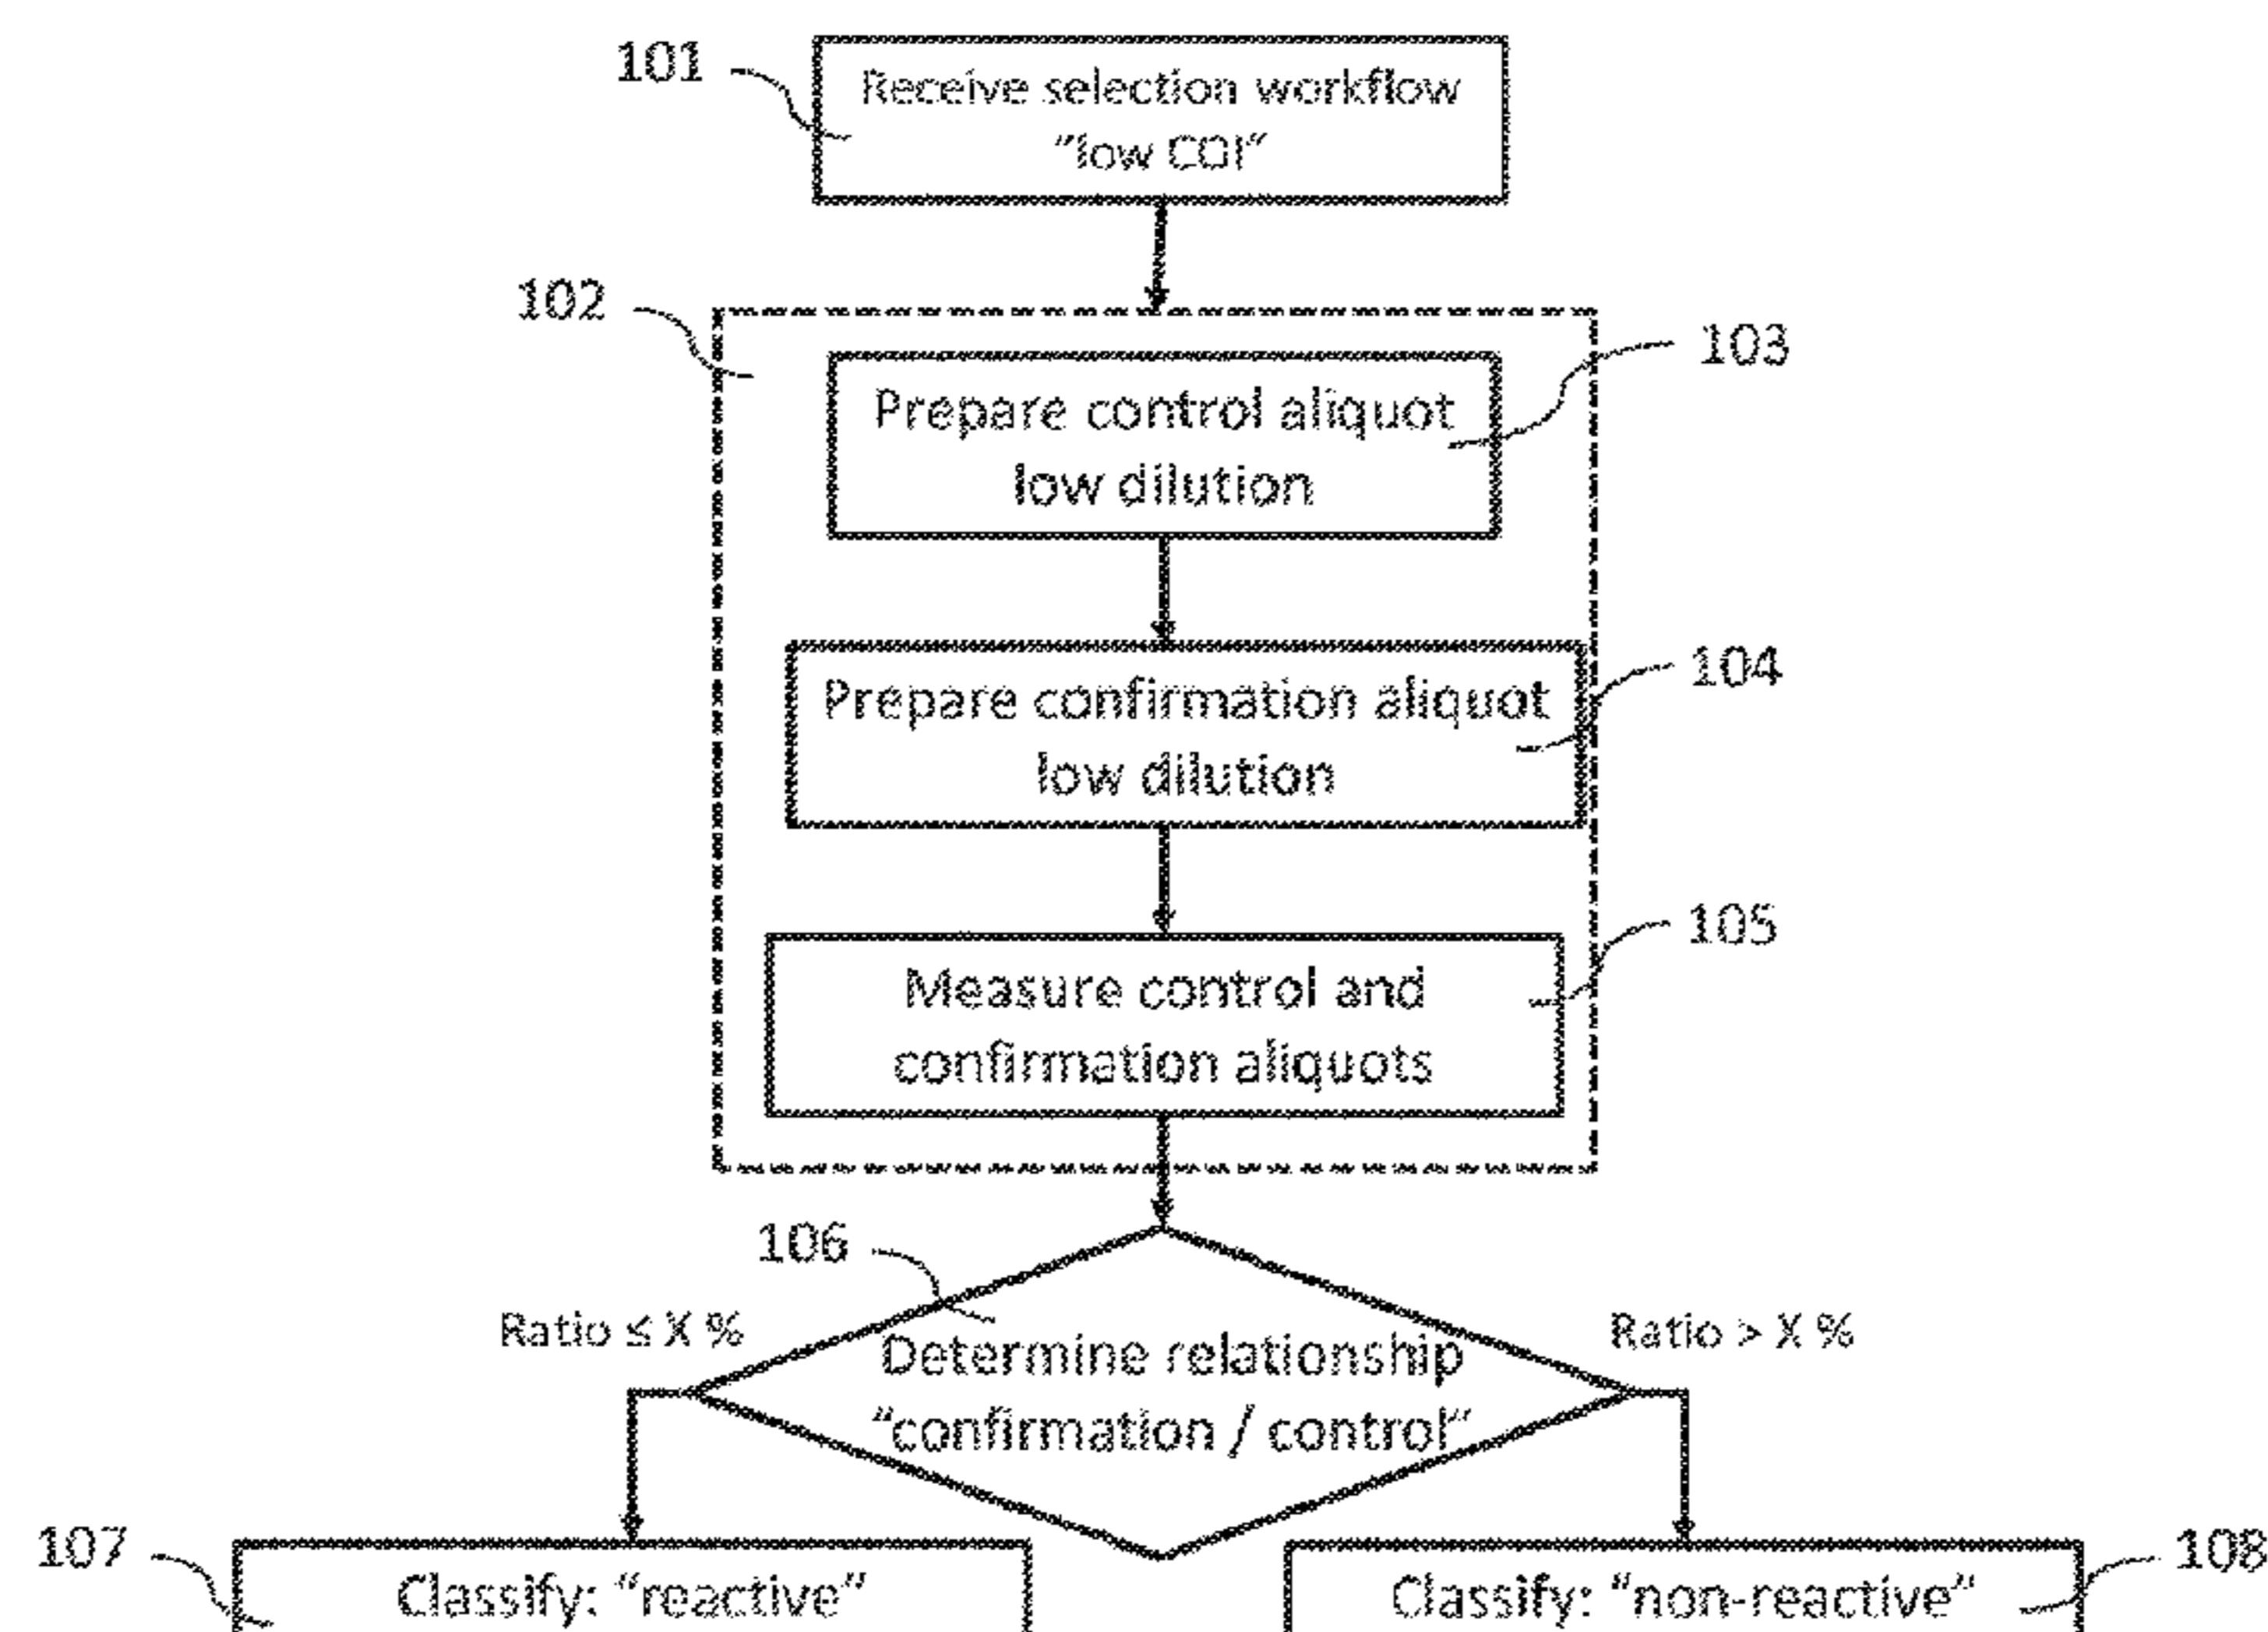 101
Receive selection workflow
"low COI"
102
103
Prepare control aliquot
low dilution
104
Prepare confirmation aliquot
low dilution
105
Measure control and
confirmation aliquots
106
Ratio ≤ X %
Ratio > X %
Determine relationship
"confirmation / control"
107
Classify: "reactive"
108
Classify: "non-reactive"